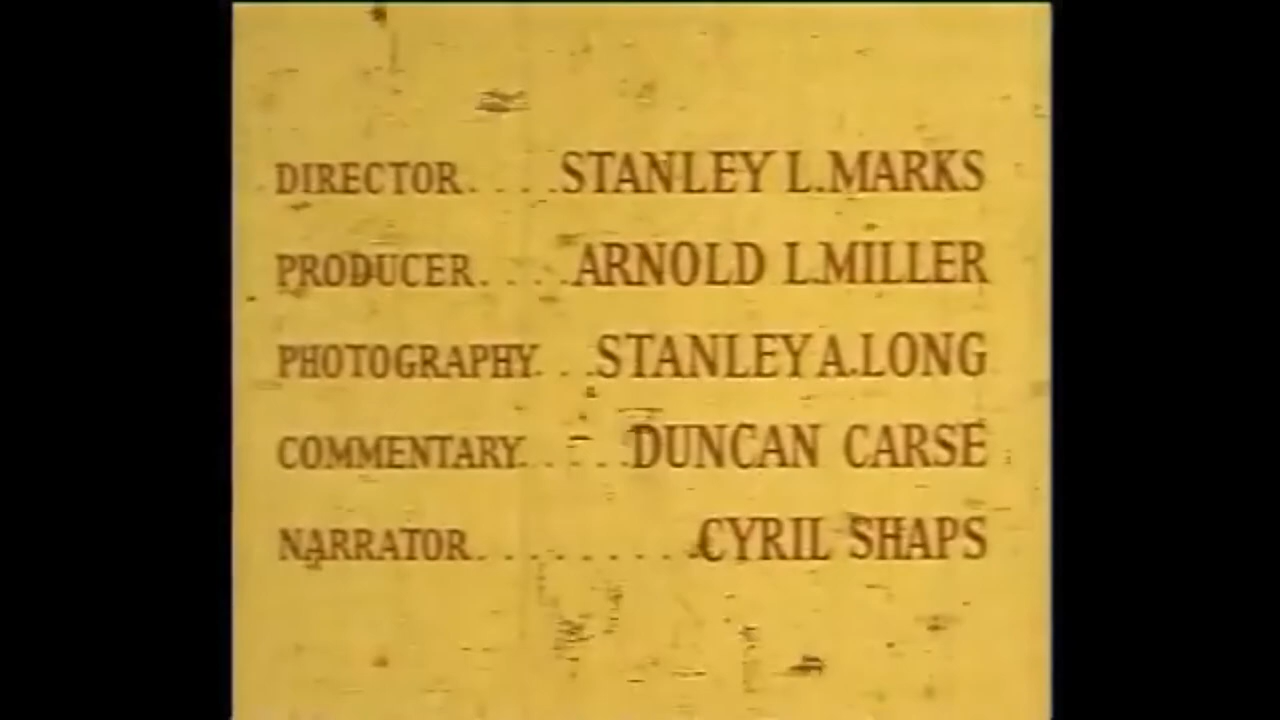 DIRECTOR....STANLEY L.MARKS
PRODUCER....ARNOLD L.MILLER
PHOTOGRAPHY...STANLEY A.LONG
COMMENTARY.....DUNCAN CARSE
NARRATOR.........CYRIL SHAPS